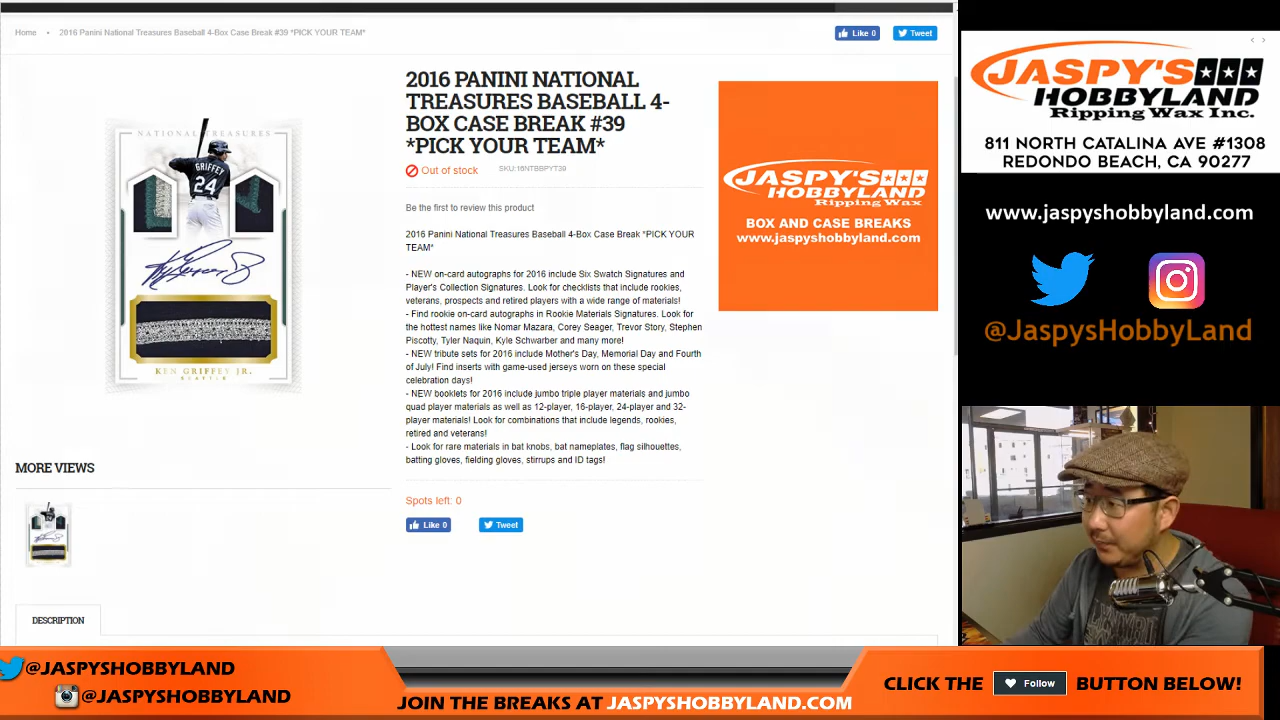 Home • 2016 Panini National Treasures Baseball 4-Box Case Break #39 *PICK YOUR TEAM*
Like 0
Tweet
2016 PANINI NATIONAL
TREASURES BASEBALL 4-
BOX CASE BREAK #39
*PICK YOUR TEAM*
Out of stock
SKU:16NTBBPYT39
Be the first to review this product
2016 Panini National Treasures Baseball 4-Box Case Break *PICK YOUR
TEAM*
- NEW on-card autographs for 2016 include Six Swatch Signatures and
Player's Collection Signatures. Look for checklists that include rookies,
veterans, prospects and retired players with a wide range of materials!
- Find rookie on-card autographs in Rookie Materials Signatures. Look for
the hottest names like Nomar Mazara, Corey Seager, Trevor Story, Stephen
Piscotty, Tyler Naquin, Kyle Schwarber and many more!
- NEW tribute sets for 2016 include Mother's Day, Memorial Day and Fourth
of July! Find inserts with game-used jerseys worn on these special
celebration days!
- NEW booklets for 2016 include jumbo triple player materials and jumbo
quad player materials as well as 12-player, 16-player, 24-player and 32-
player materials! Look for combinations that include legends, rookies,
retired and veterans!
- Look for rare materials in bat knobs, bat nameplates, flag silhouettes,
batting gloves, fielding gloves, stirrups and ID tags!
Spots left: 0
Like 0
Tweet
NATIONAL TREASURES
GRIFFEY
24
KEN GRIFFEY JR.
SEATTLE
MORE VIEWS
DESCRIPTION
JASPY'S
HOBBYLAND
Ripping Wax
BOX AND CASE BREAKS
www.jaspyshobbyland.com
JASPY'S
HOBBYLAND
Ripping Wax Inc.
811 NORTH CATALINA AVE #1308
REDONDO BEACH, CA 90277
www.jaspyshobbyland.com
@JaspysHobbyLand
@JASPYSHOBBYLAND
@JASPYSHOBBYLAND
JOIN THE BREAKS AT JASPYSHOBBYLAND.COM
CLICK THE Follow BUTTON BELOW!